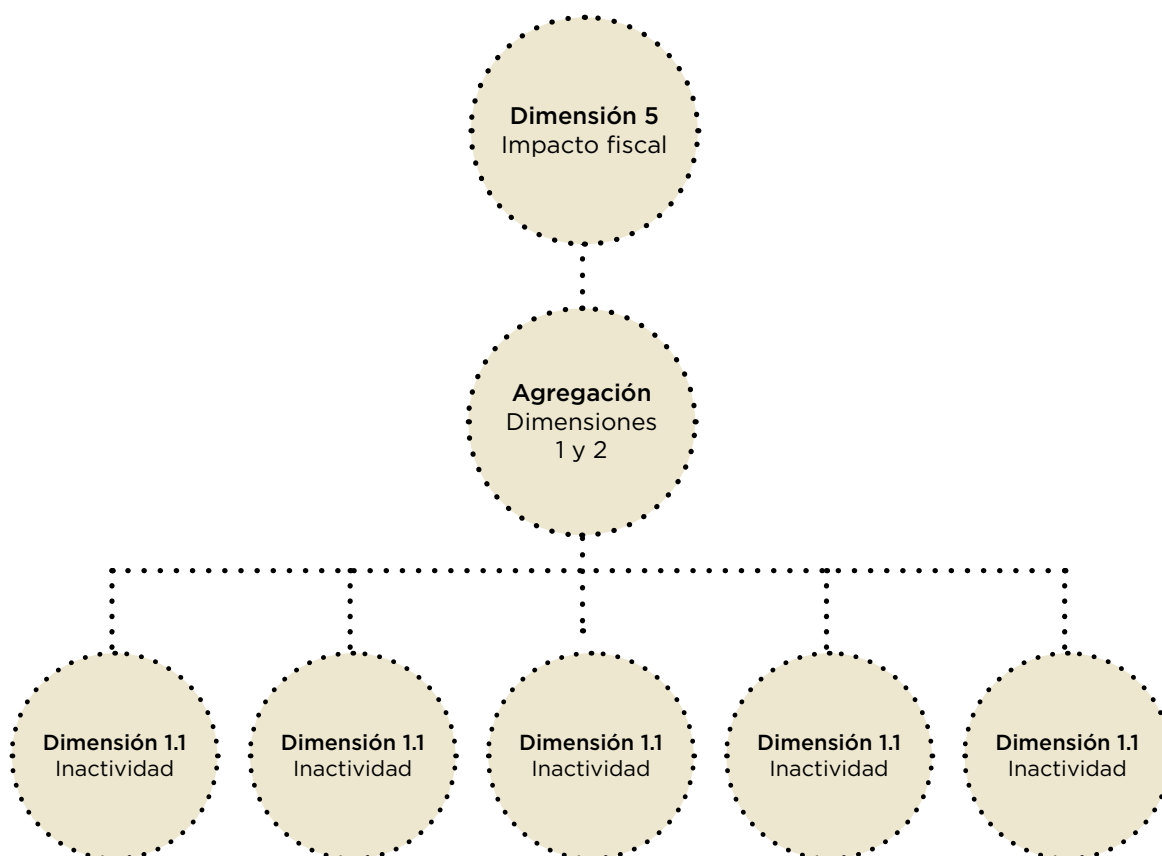 Dimensión 5
Impacto fiscal
Agregación
Dimensiones
1 y 2
Dimensión 1.1
Inactividad
Dimensión 1.1
Inactividad
Dimensión 1.1
Inactividad
Dimensión 1.1
Inactividad
Dimensión 1.1
Inactividad